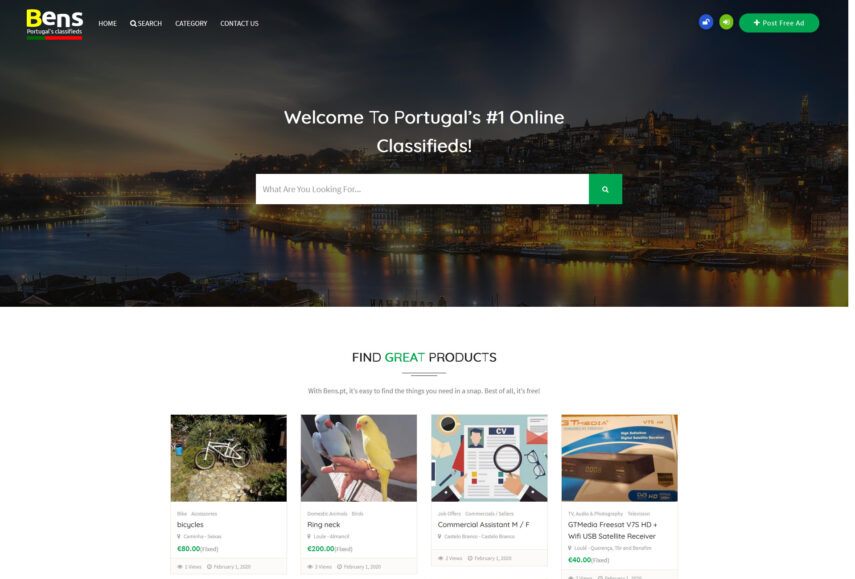 Bens
Portugal's classifieds
HOME
SEARCH
CATEGORY
CONTACT US
Post Free Ad
Welcome To Portugal's #1 Online
Classifieds!
What Are You Looking For...
FIND GREAT PRODUCTS
With Bens.pt, it's easy to find the things you need in a snap. Best of all, it's free!
Bike Accessories
bicycles
Caminha - Seixas
€80.00(Fixed)
2 Views February 1, 2020
Domestic Animals Birds
Ring neck
Loule - Almancil
€200.00(Fixed)
3 Views February 1, 2020
CV
Job Offers Commercials / Sellers
Commercial Assistant M / F
Castelo Branco - Castelo Branco
2 Views February 1, 2020
GTMEDIA V7S HD
High Definition
Digital Satellite Receiver
TV, Audio & Photography Television
GTMedia Freesat V7S HD +
Wifi USB Satellite Receiver
Loulé - Querença, Tôr and Benafim
€40.00(Fixed)
2 Views February 1, 2020